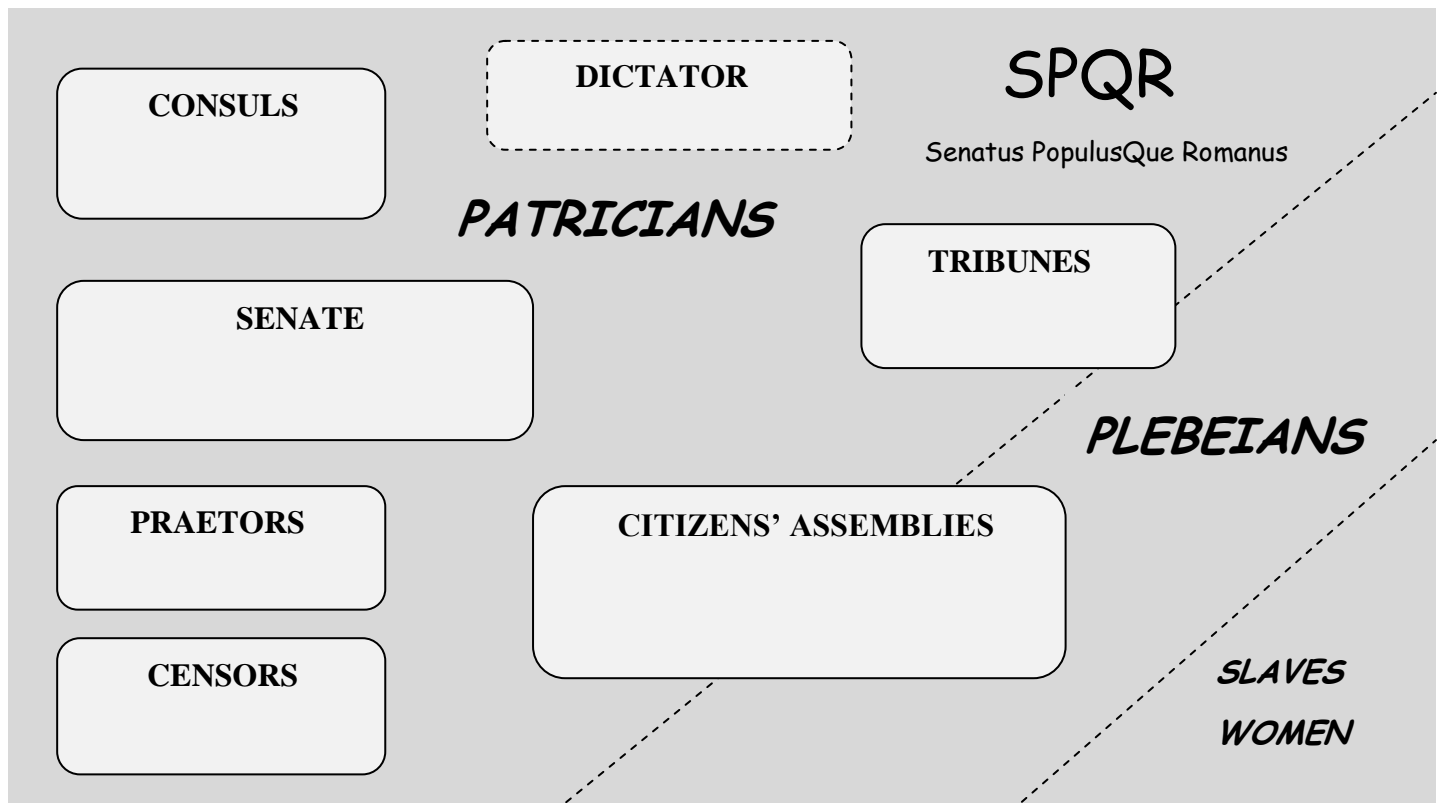 DICTATOR
SPQR
CONSULS
Senatus PopulusQue Romanus
PATRICIANS
TRIBUNES
SENATE
PLEBEIANS
PRAETORS
CITIZENS’ ASSEMBLIES
CENSORS
SLAVES
WOMEN